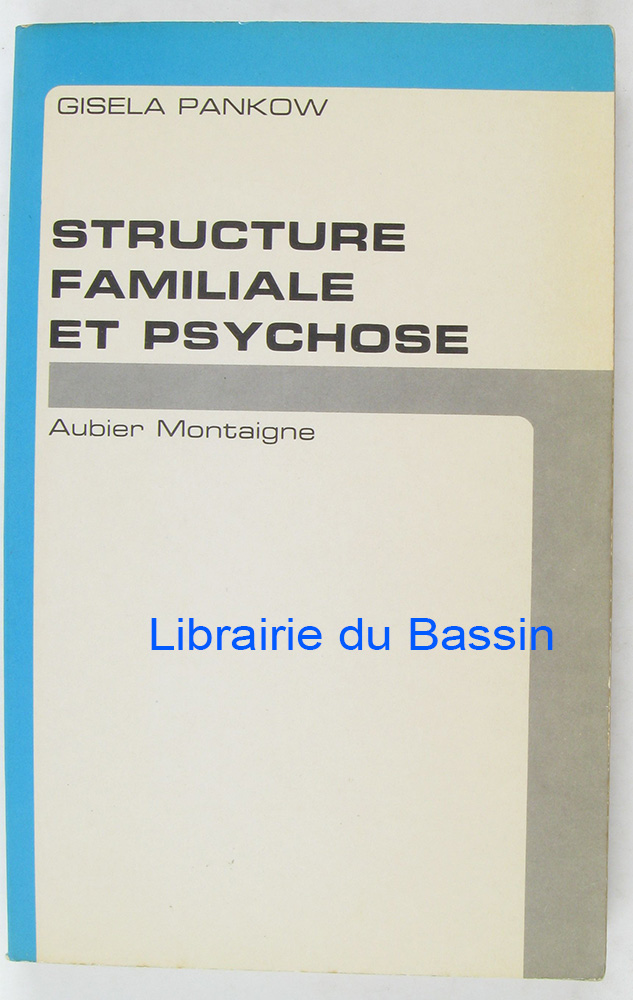 GISELA PANKOW
STRUCTURE
FAMILIALE
ET PSYCHOSE
Aubier Montaigne
Librairie du Bassin